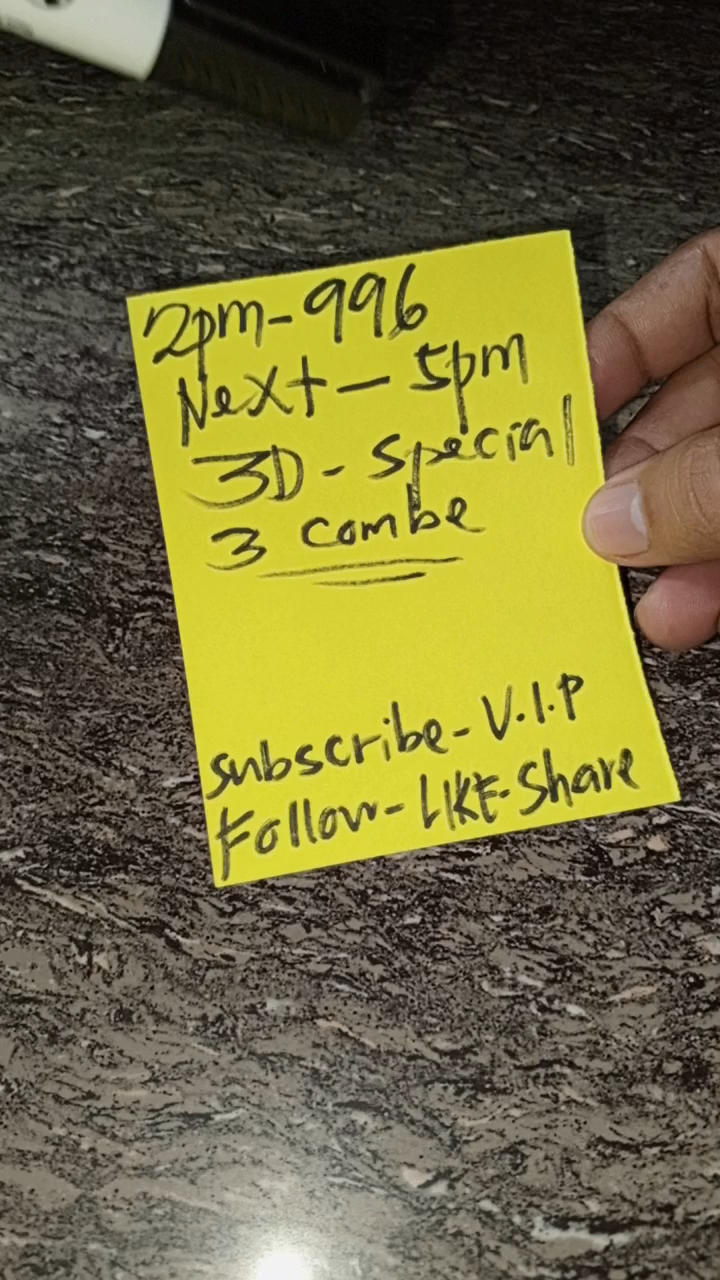 2pm-996
Next-5pm
3D-special
3 combe
subscribe-V.I.P
Follow-LIKE-Share